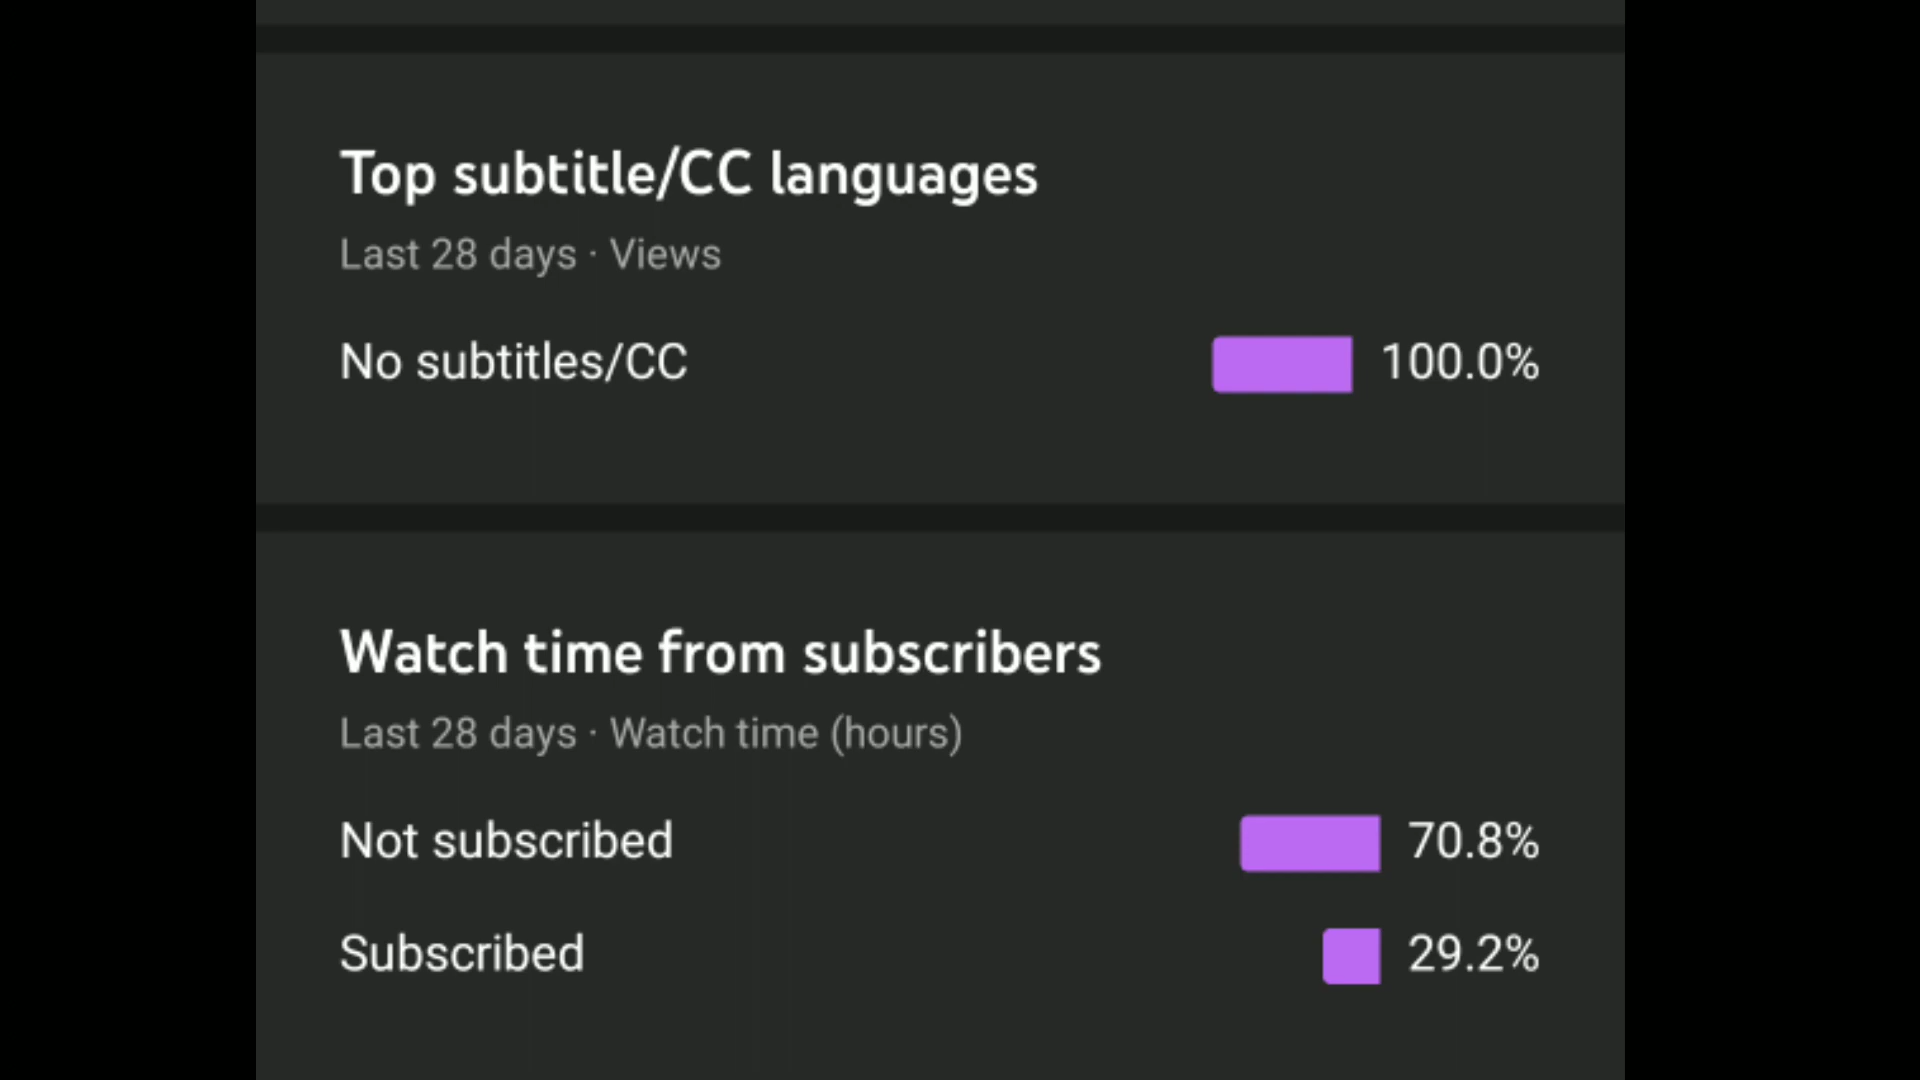 Top subtitle/CC languages
Last 28 days · Views
No subtitles/CC 100.0%
Watch time from subscribers
Last 28 days · Watch time (hours)
Not subscribed 70.8%
Subscribed 29.2%